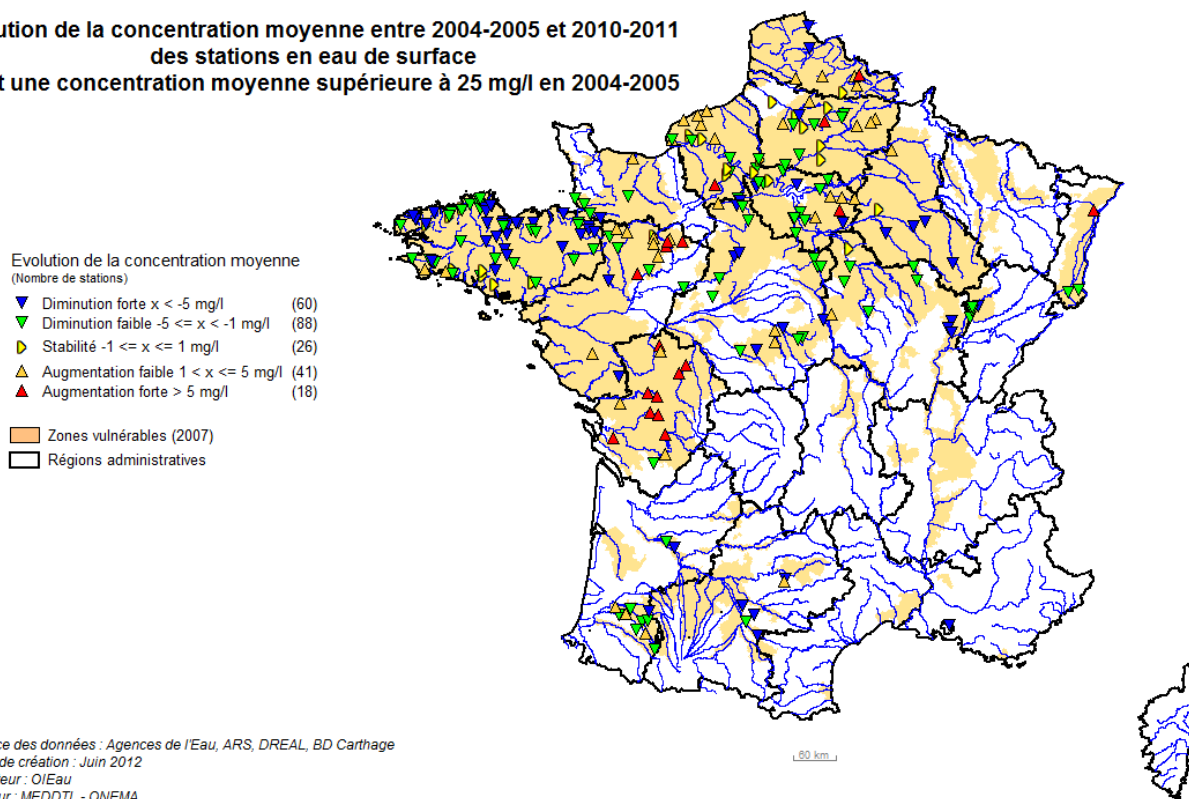 ution de la concentration moyenne entre 2004-2005 et 2010-2011
des stations en eau de surface
t une concentration moyenne supérieure à 25 mg/l en 2004-2005
Evolution de la concentration moyenne
(Nombre de stations)
Diminution forte x < -5 mg/l (60)
Diminution faible -5 <= x < -1 mg/l (88)
Stabilité -1 <= x <= 1 mg/l (26)
Augmentation faible 1 < x <= 5 mg/l (41)
Augmentation forte > 5 mg/l (18)
Zones vulnérables (2007)
Régions administratives
60 km
ce des données : Agences de l'Eau, ARS, DREAL, BD Carthage
de création : Juin 2012
eur : OIEau
ur : MEDDTL - ONEMA